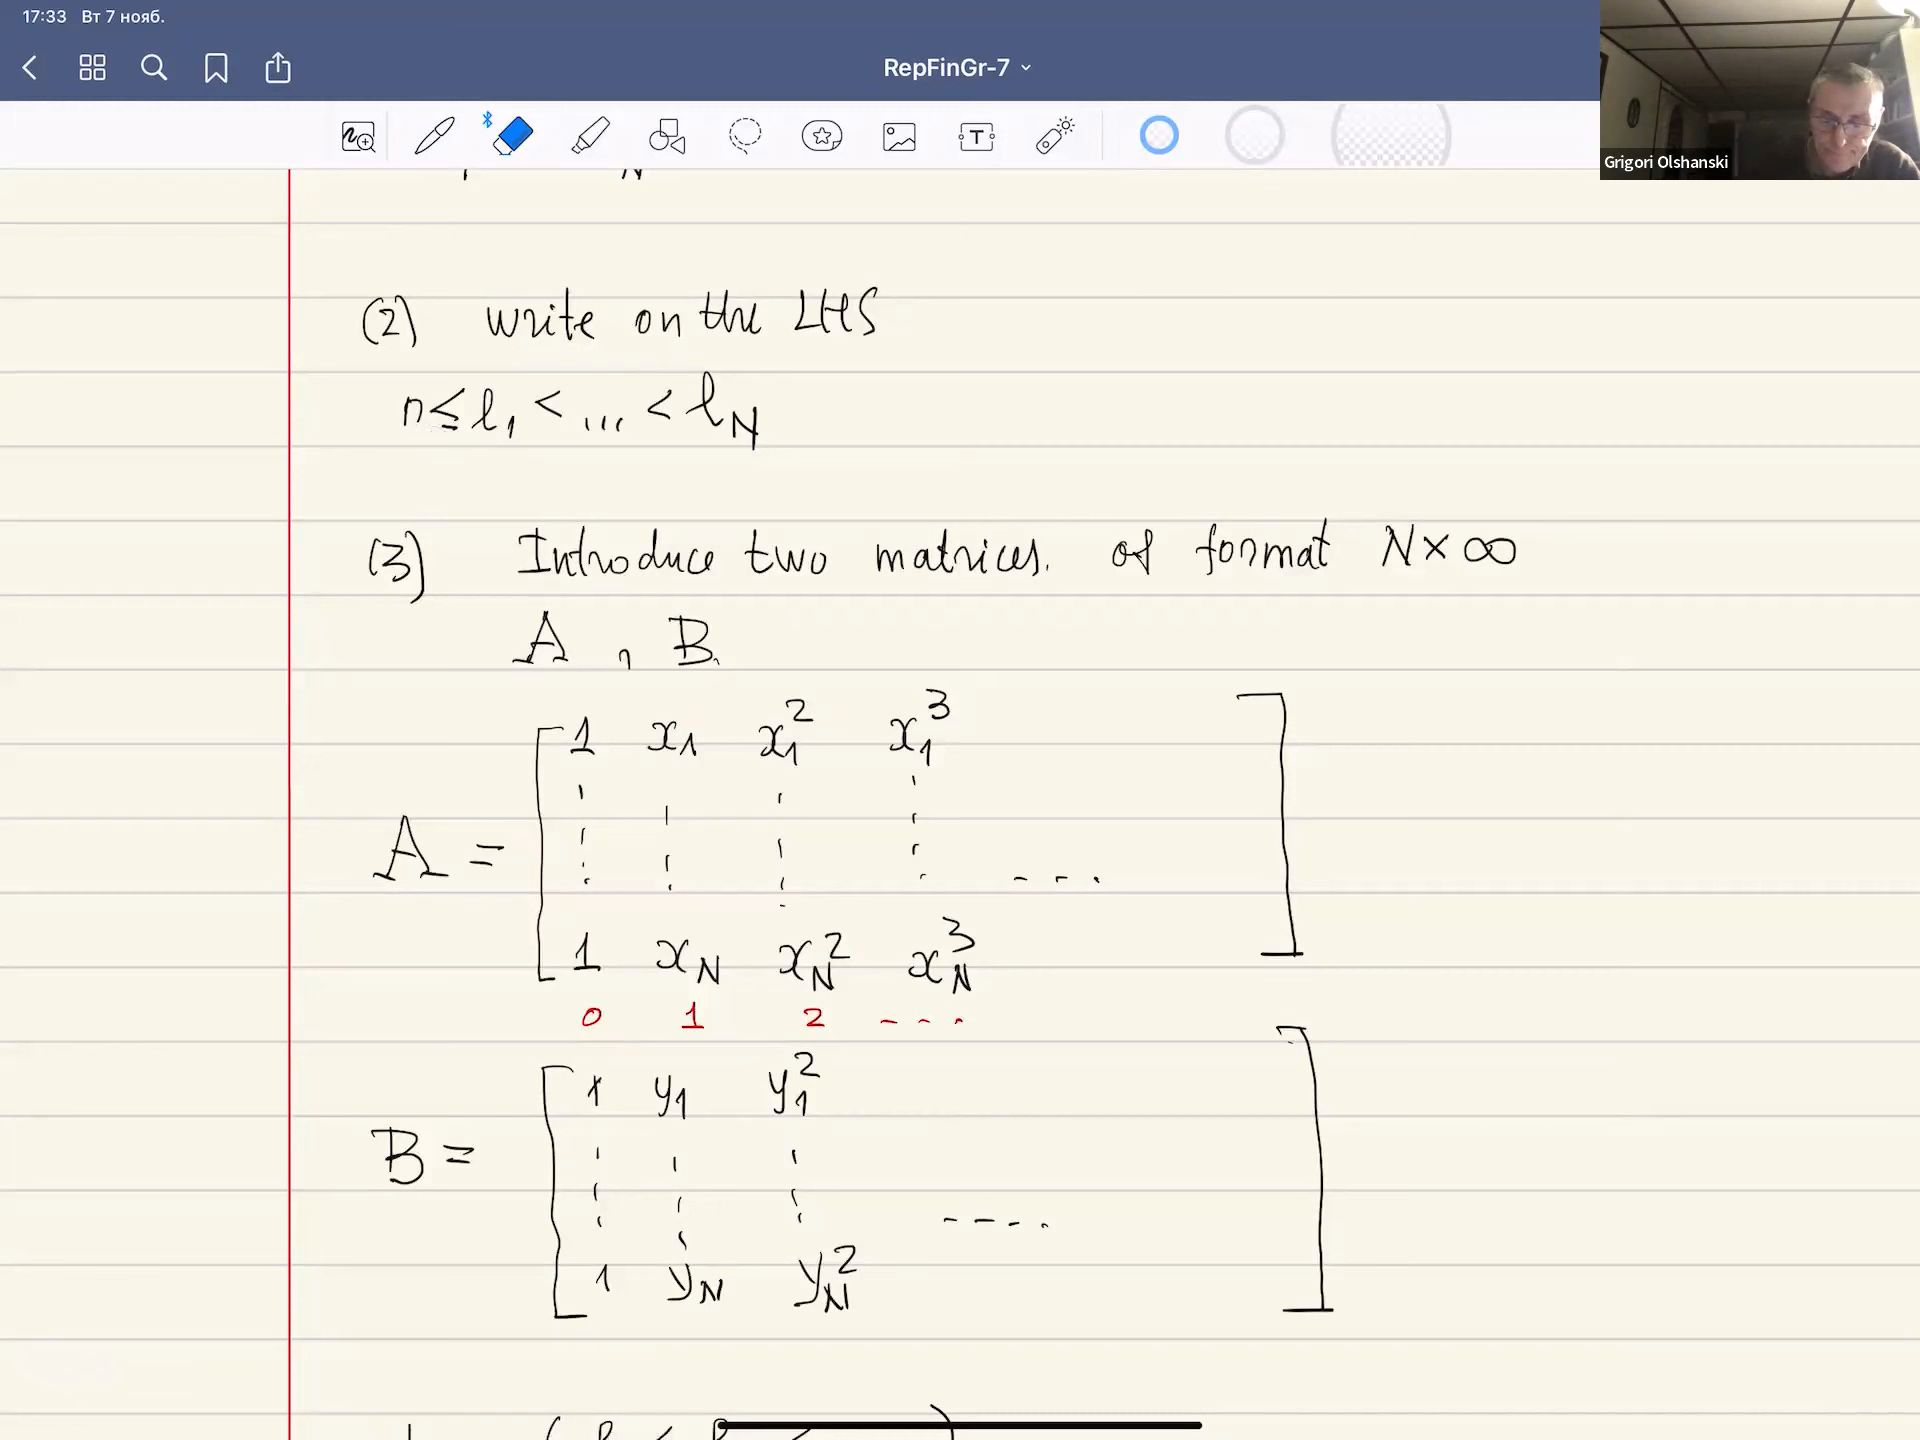 17:33 Вт 7 нояб.
RepFinGr-7
Grigori Olshanski
(2) write on the LHS
n ≤ l₁ < ... < l_N
(3) Introduce two matrices. of format N × ∞
A , B.
A = [ 1 x₁ x₁² x₁³
... ]
1 x_N x_N² x_N³
0 1 2 ---
B = [ 1 y₁ y₁²
---- ]
1 y_N y_N²